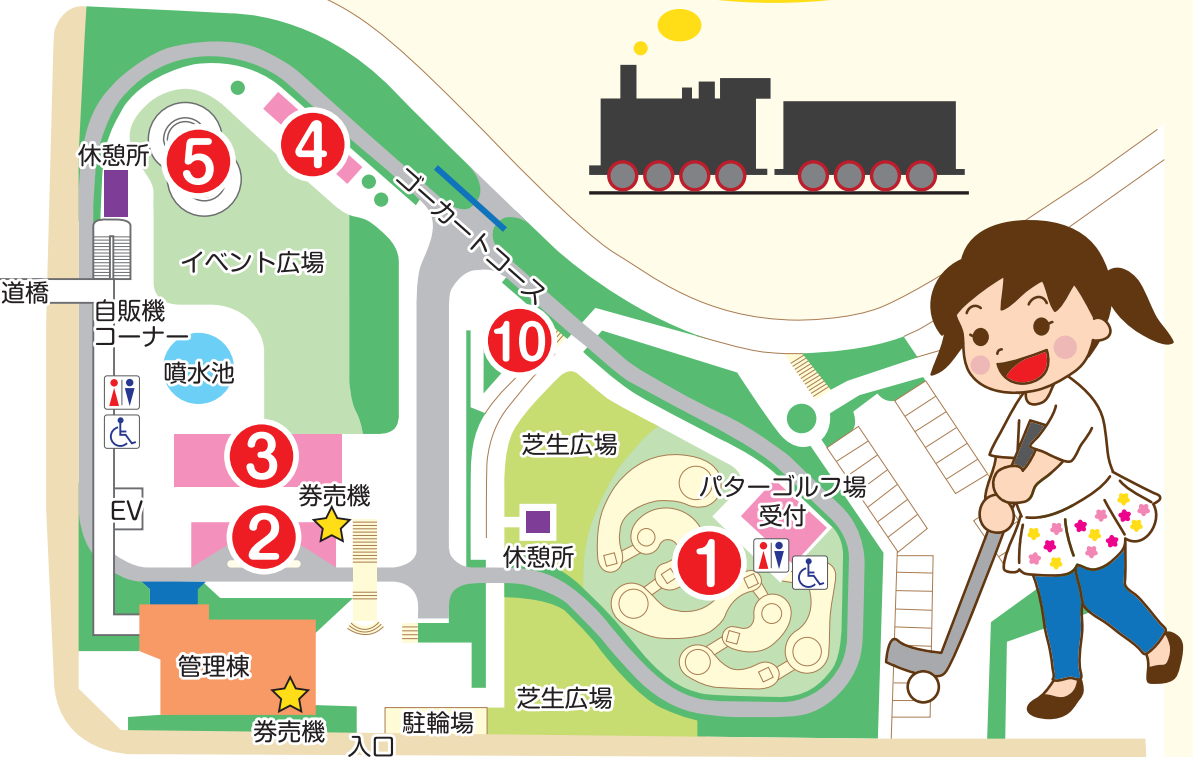 休憩所
5
4
ゴーカートコース
イベント広場
道橋
自販機
コーナー
噴水池
10
芝生広場
3
券売機
パターゴルフ場
受付
EV
2
休憩所
1
管理棟
券売機
芝生広場
駐輪場
入口